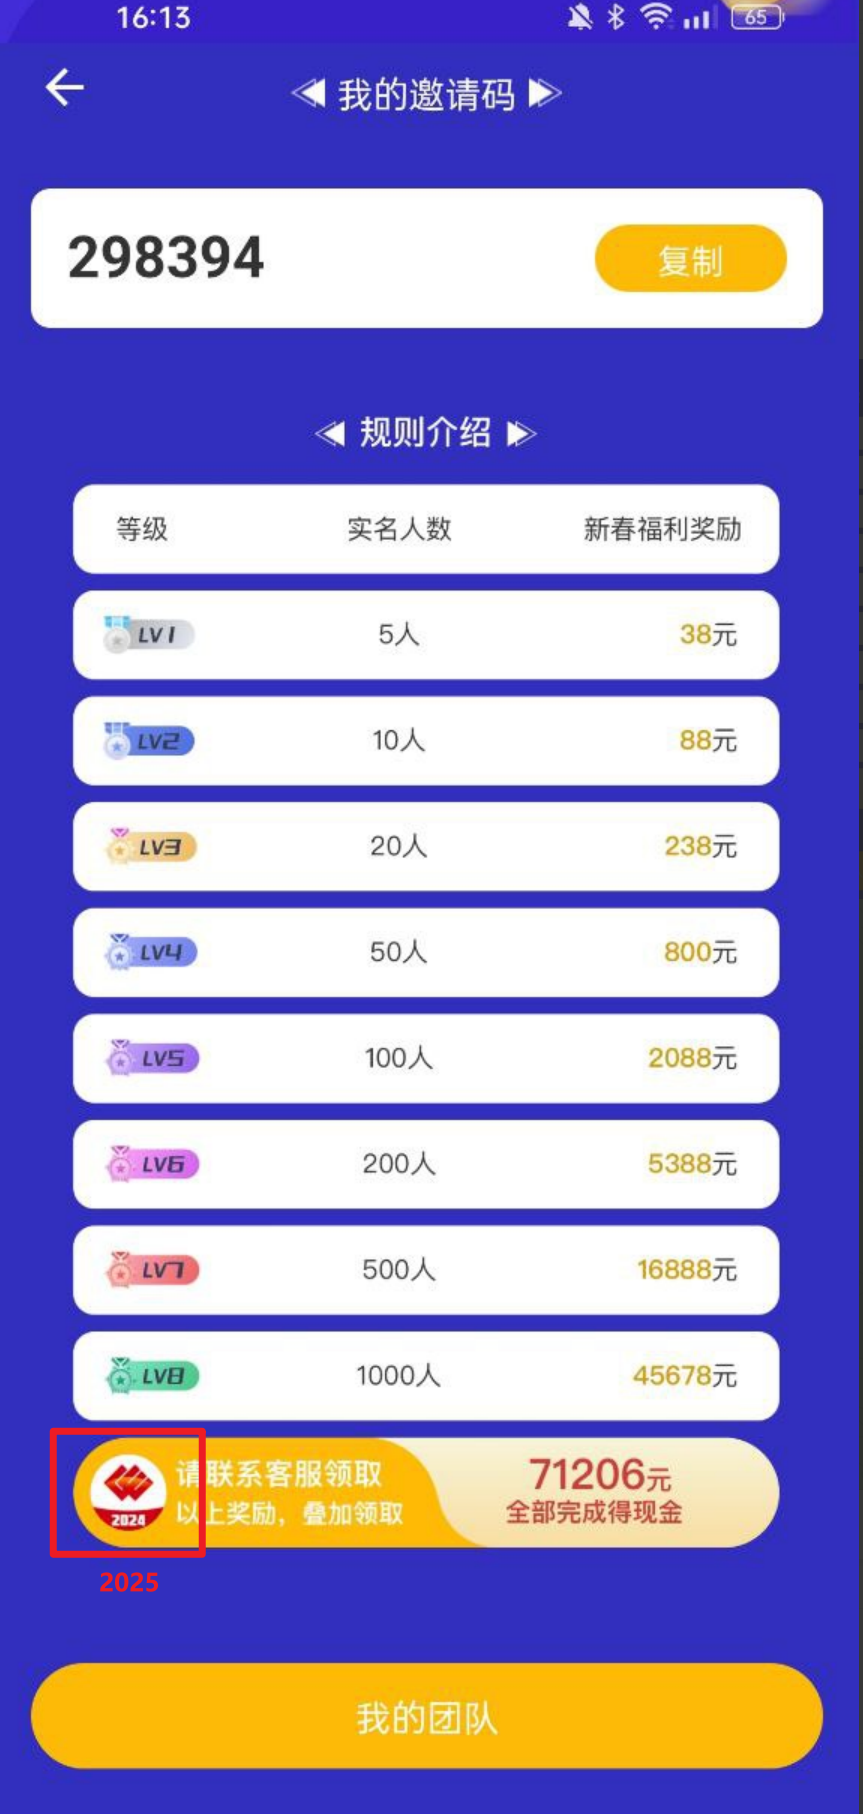 16:13
65
我的邀请码
298394
复制
规则介绍
等级 实名人数 新春福利奖励
LV1 5人 38元
LV2 10人 88元
LV3 20人 238元
LV4 50人 800元
LV5 100人 2088元
LV6 200人 5388元
LV7 500人 16888元
LV8 1000人 45678元
2024
请联系客服领取
以上奖励，叠加领取
71206元
全部完成得现金
2025
我的团队